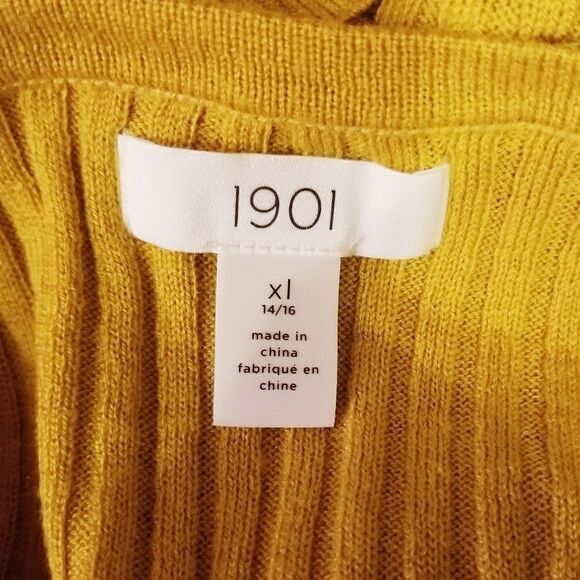 1901
xl
14/16
made in
china
fabriqué en
chine